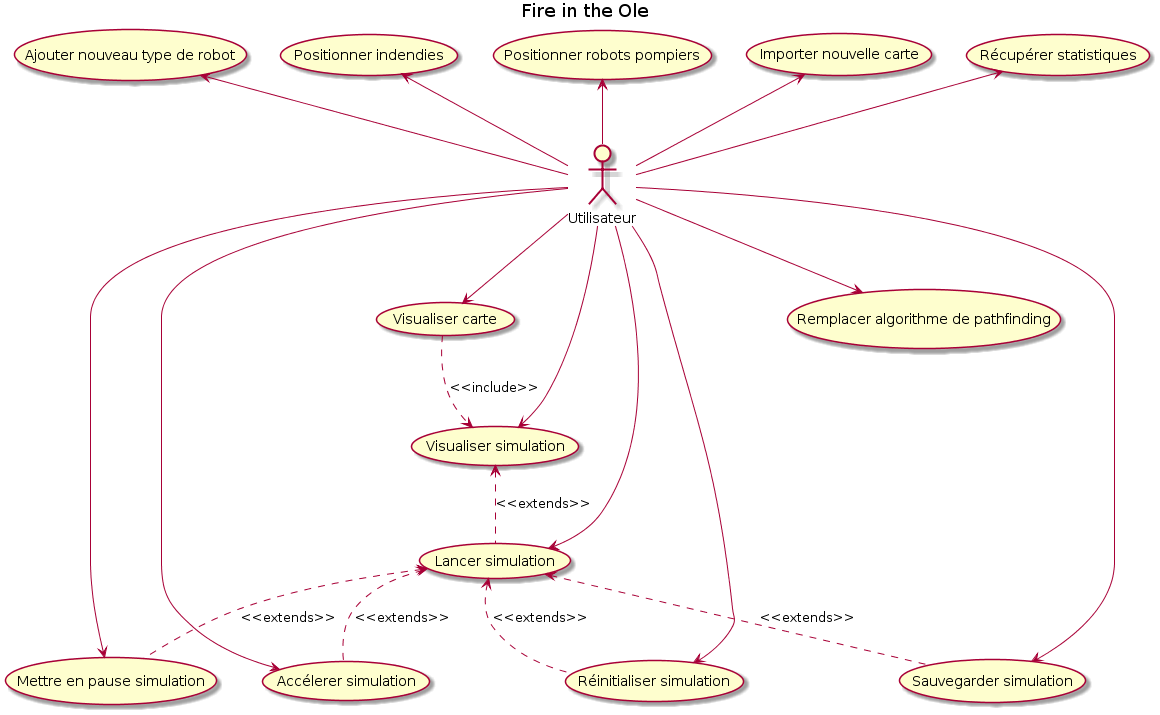 Fire in the Ole
Ajouter nouveau type de robot
Positionner indendies
Positionner robots pompiers
Importer nouvelle carte
Récupérer statistiques
Utilisateur
Visualiser carte
Remplacer algorithme de pathfinding
<<include>>
Visualiser simulation
<<extends>>
Lancer simulation
<<extends>>
<<extends>>
<<extends>>
<<extends>>
Mettre en pause simulation
Accélerer simulation
Réinitialiser simulation
Sauvegarder simulation